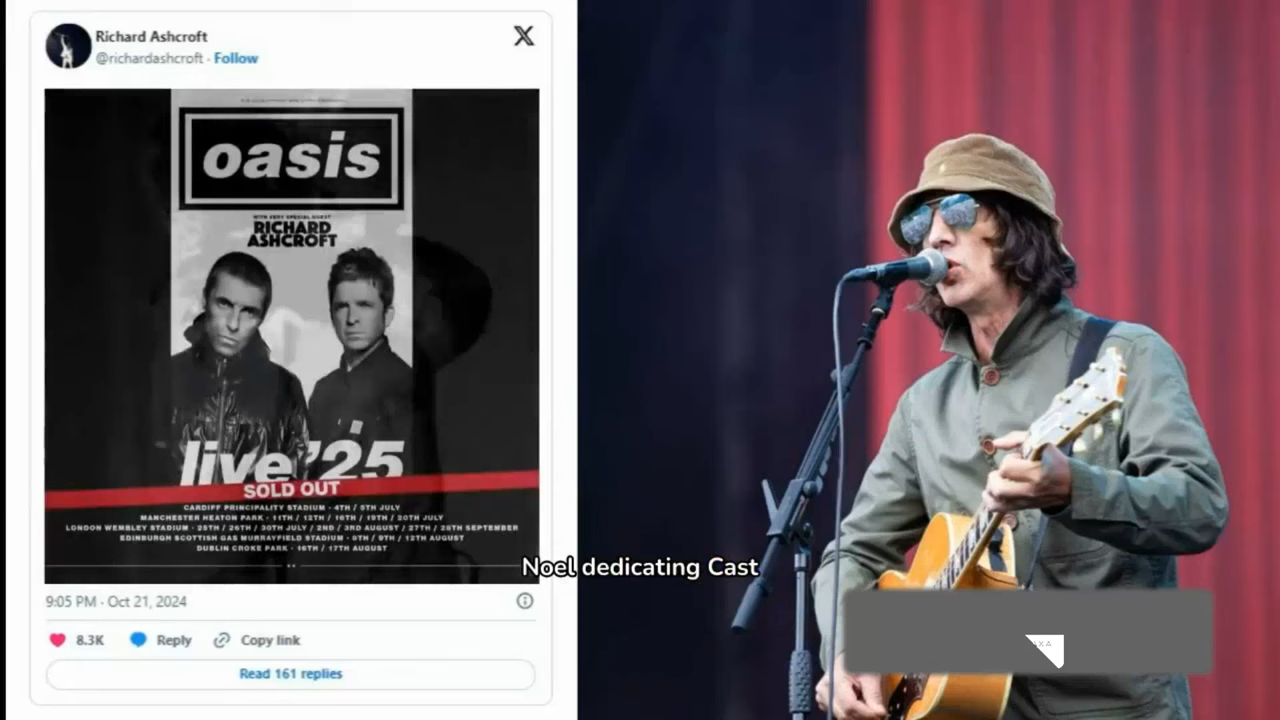 Richard Ashcroft
@richardashcroft · Follow
oasis
WITH VERY SPECIAL GUEST
RICHARD
ASHCROFT
live '25
SOLD OUT
CARDIFF PRINCIPALITY STADIUM · 4TH / 5TH JULY
MANCHESTER HEATON PARK · 11TH / 12TH / 16TH / 19TH / 20TH JULY
LONDON WEMBLEY STADIUM · 25TH / 26TH / 30TH JULY / 2ND / 3RD AUGUST / 27TH / 28TH SEPTEMBER
EDINBURGH SCOTTISH GAS MURRAYFIELD STADIUM · 8TH / 9TH / 12TH AUGUST
DUBLIN CROKE PARK · 16TH / 17TH AUGUST
Noel dedicating Cast
9:05 PM · Oct 21, 2024
8.3K Reply Copy link
Read 161 replies